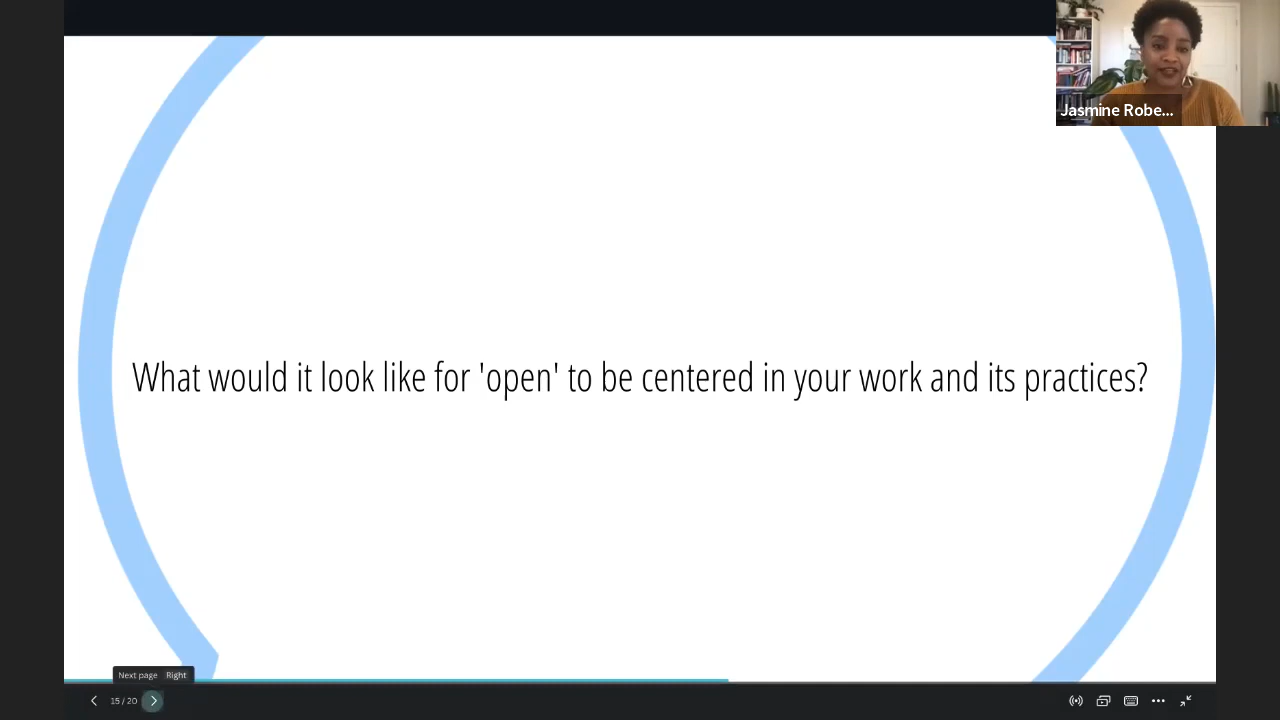 Jasmine Robe...
What would it look like for 'open' to be centered in your work and its practices?
Next page Right
15 / 20